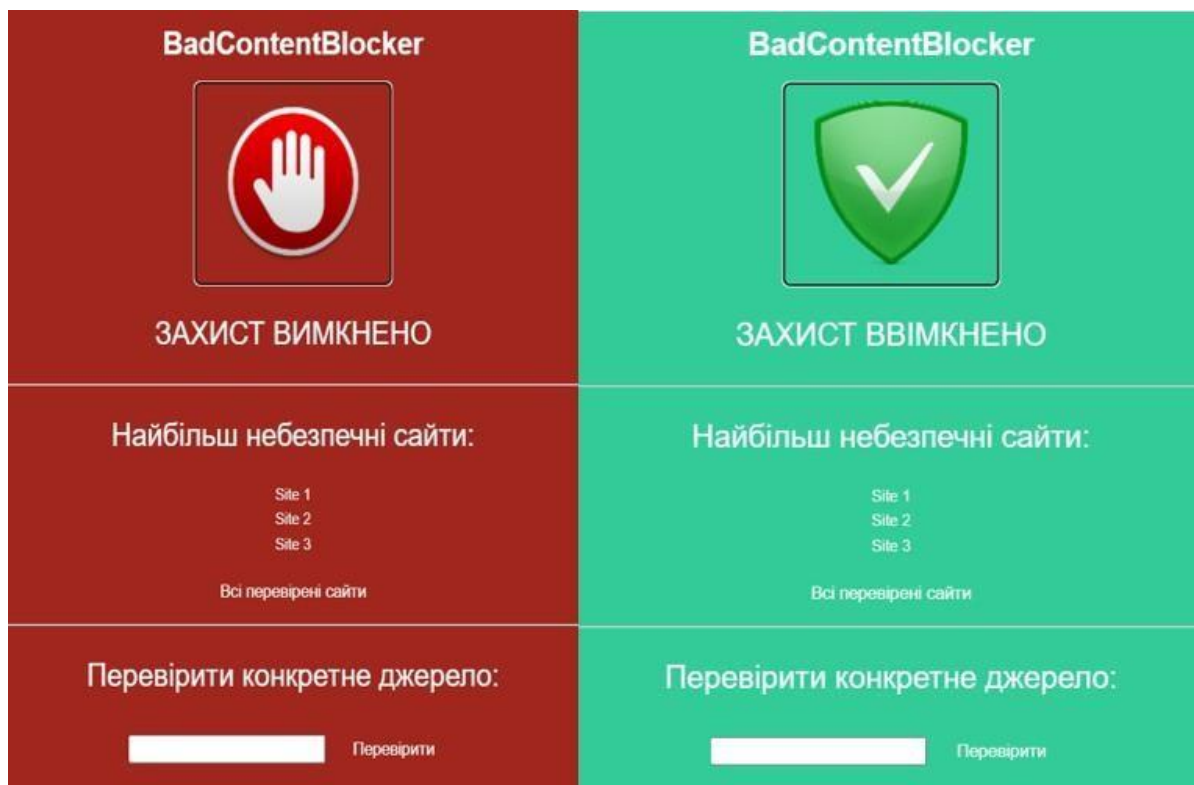 BadContentBlocker
ЗАХИСТ ВИМКНЕНО
Найбільш небезпечні сайти:
Site 1
Site 2
Site 3
Всі перевірені сайти
Перевірити конкретне джерело:
Перевірити
BadContentBlocker
ЗАХИСТ ВВІМКНЕНО
Найбільш небезпечні сайти:
Site 1
Site 2
Site 3
Всі перевірені сайти
Перевірити конкретне джерело:
Перевірити